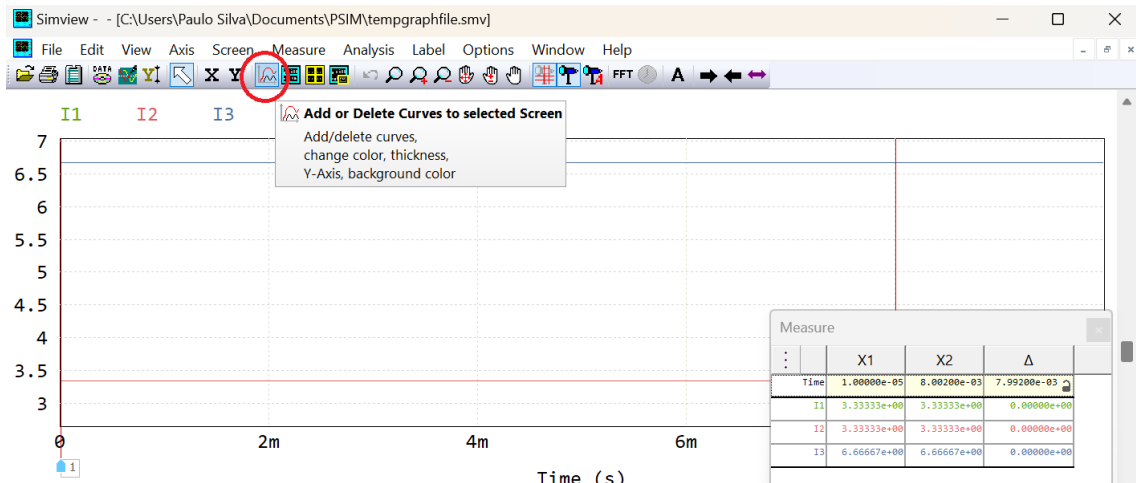 Simview - - [C:\Users\Paulo Silva\Documents\PSIM\tempgraphfile.smv]
File Edit View Axis Screen Measure Analysis Label Options Window Help
DATA Y X Y FFT A
I1 I2 I3
Add or Delete Curves to selected Screen
Add/delete curves,
change color, thickness,
Y-Axis, background color
7
6.5
6
5.5
5
4.5
4
3.5
3
0 2m 4m 6m
1
Time (s)
Measure
X1 X2 Δ
Time 1.00000e-05 8.00200e-03 7.99200e-03
I1 3.33333e+00 3.33333e+00 0.00000e+00
I2 3.33333e+00 3.33333e+00 0.00000e+00
I3 6.66667e+00 6.66667e+00 0.00000e+00